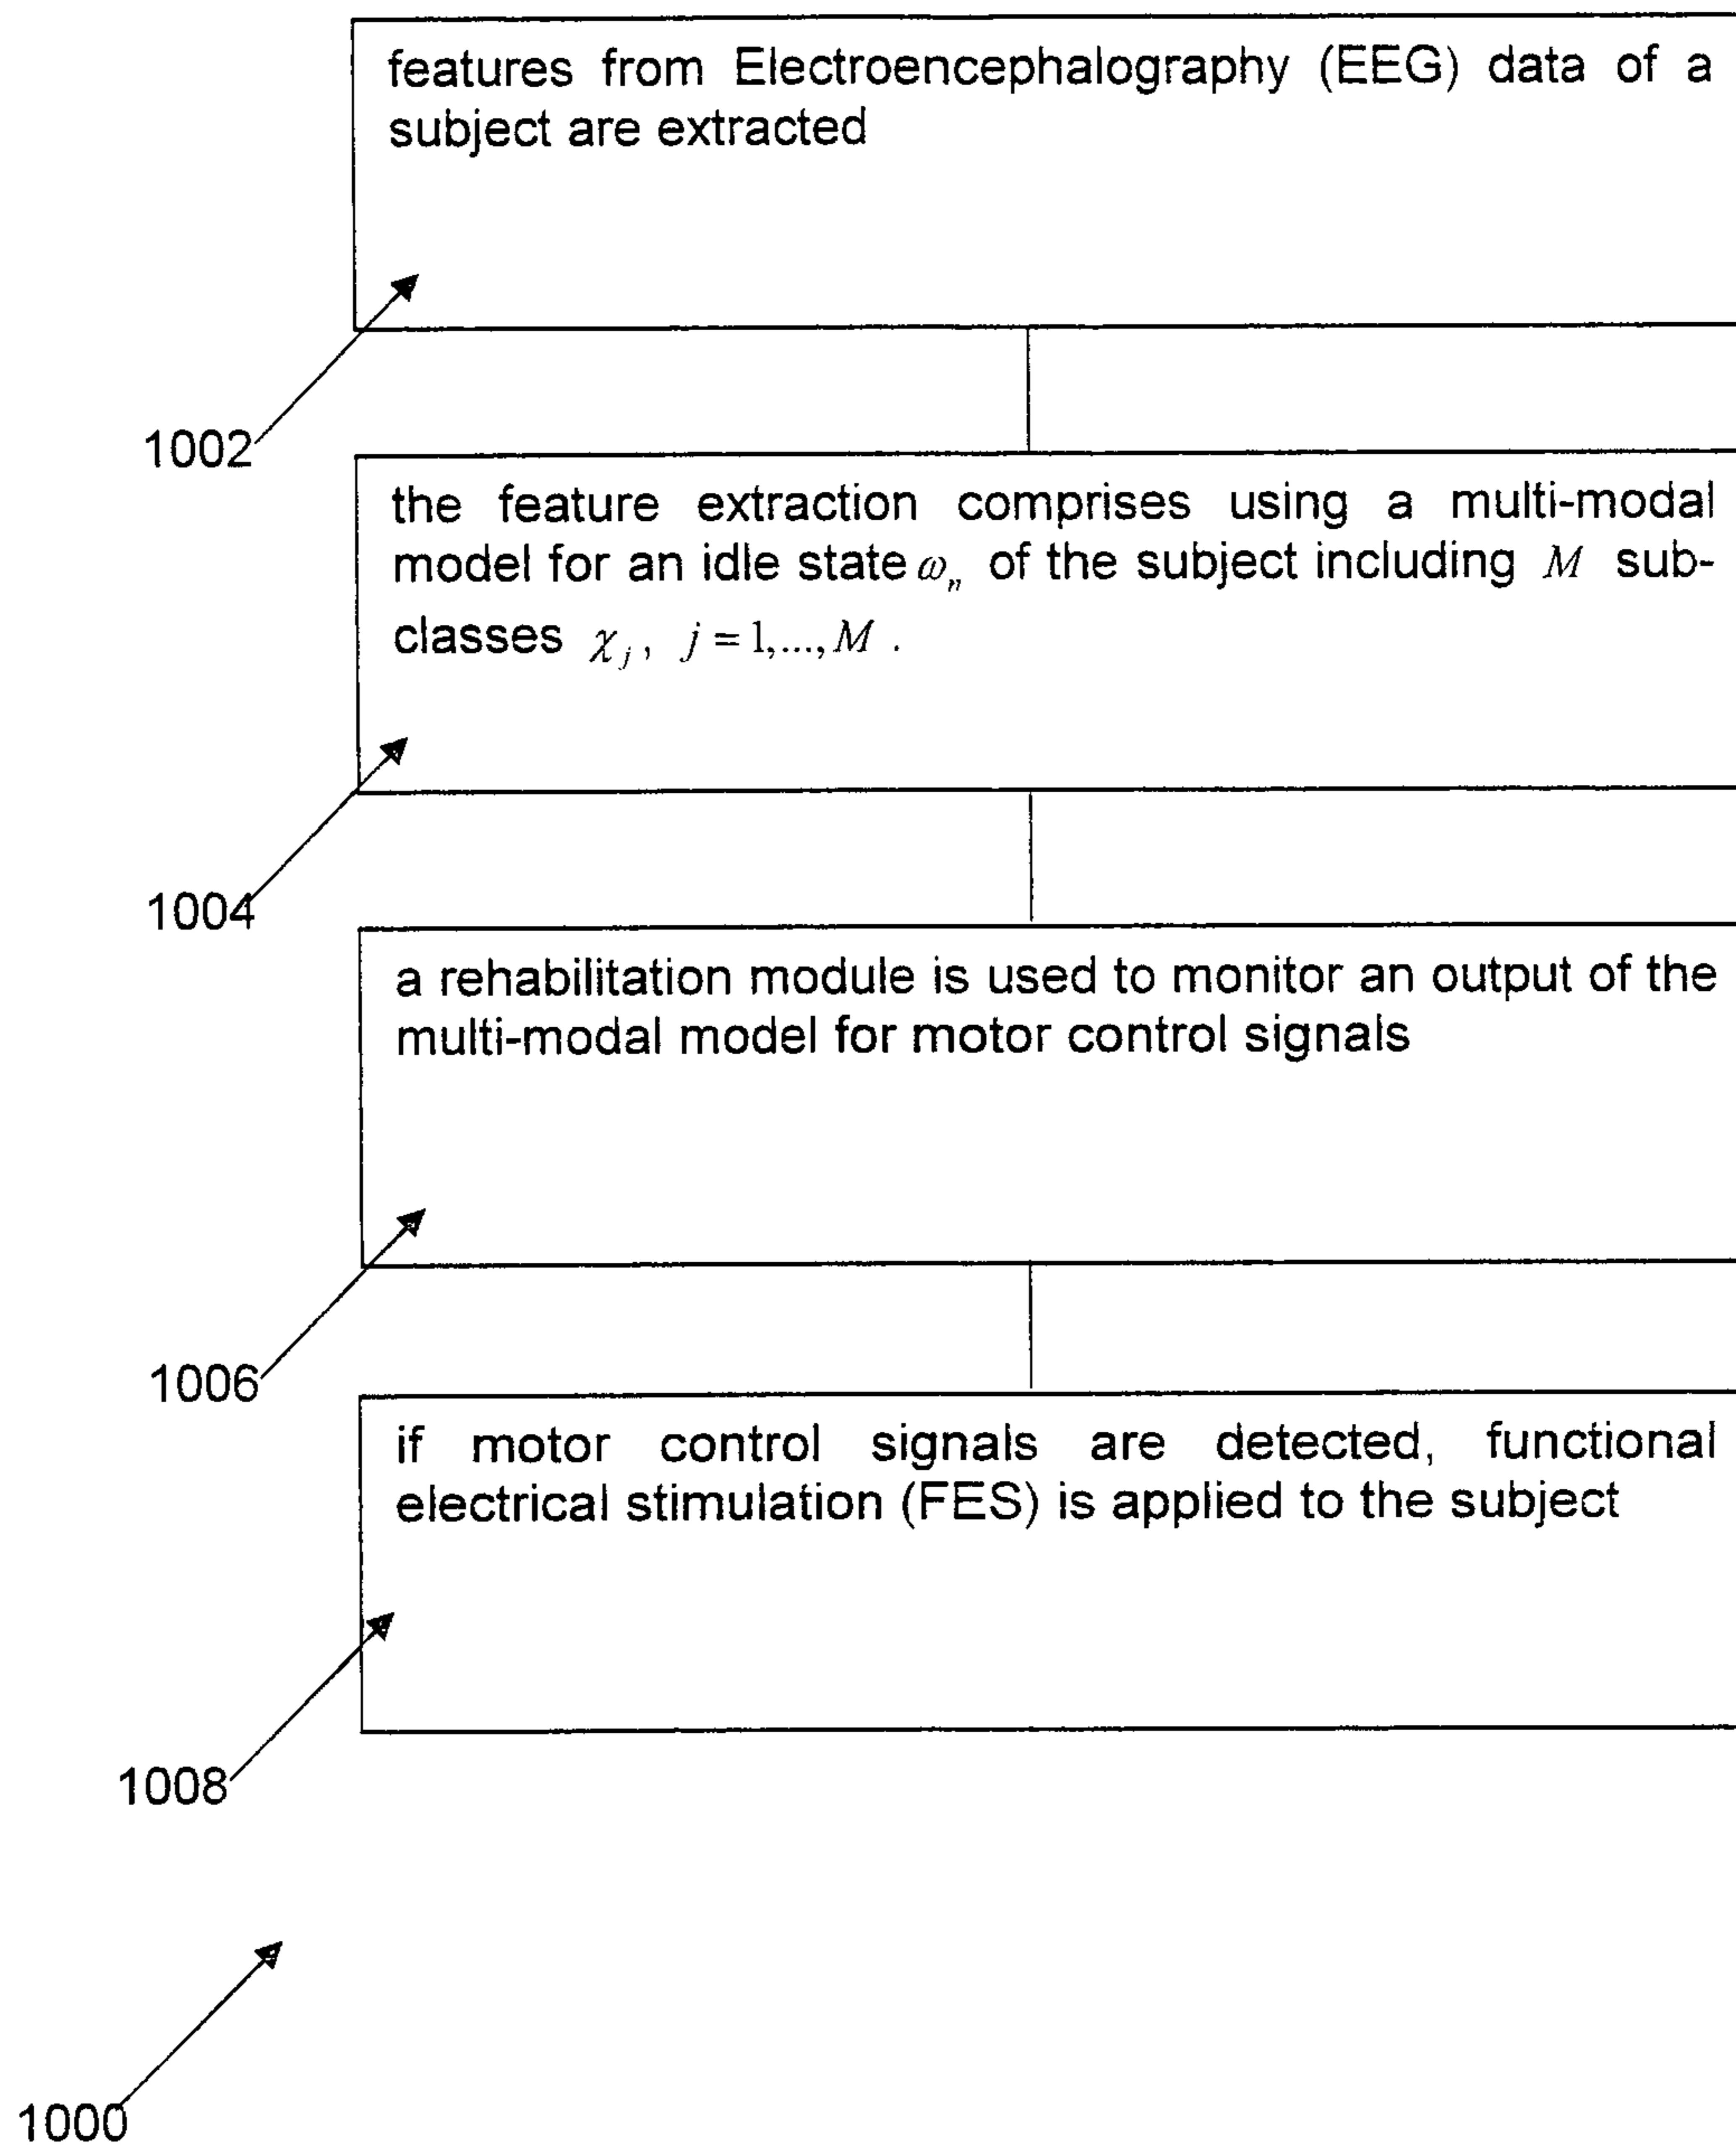 features from Electroencephalography (EEG) data of a
subject are extracted
1002
the feature extraction comprises using a multi-modal
model for an idle state ωₙ of the subject including M sub-
classes χⱼ, j = 1,..., M .
1004
a rehabilitation module is used to monitor an output of the
multi-modal model for motor control signals
1006
if motor control signals are detected, functional
electrical stimulation (FES) is applied to the subject
1008
1000